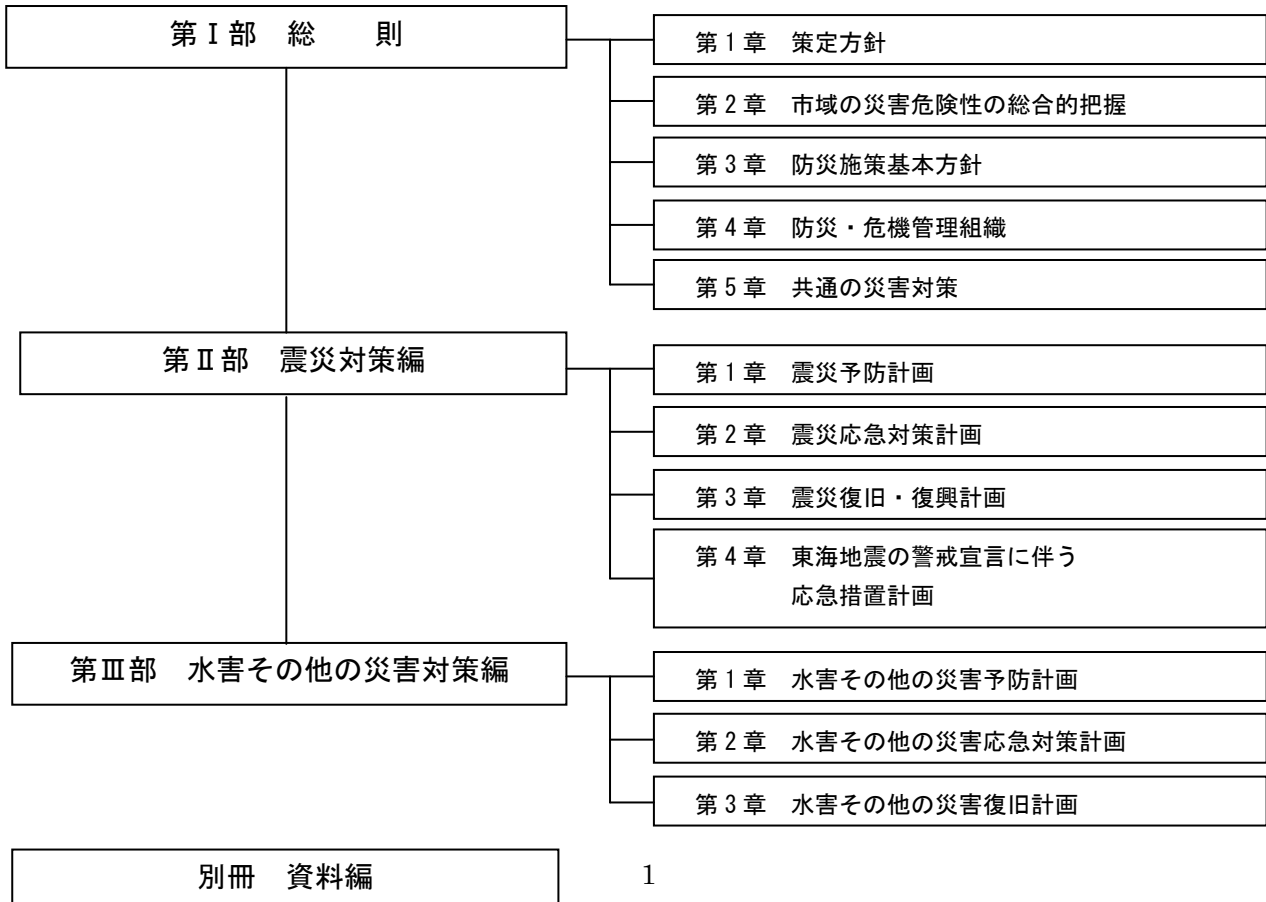 第Ⅰ部　総　　則
第１章　策定方針
第２章　市域の災害危険性の総合的把握
第３章　防災施策基本方針
第４章　防災・危機管理組織
第５章　共通の災害対策
第Ⅱ部　震災対策編
第１章　震災予防計画
第２章　震災応急対策計画
第３章　震災復旧・復興計画
第４章　東海地震の警戒宣言に伴う
応急措置計画
第Ⅲ部　水害その他の災害対策編
第１章　水害その他の災害予防計画
第２章　水害その他の災害応急対策計画
第３章　水害その他の災害復旧計画
別冊　資料編
1